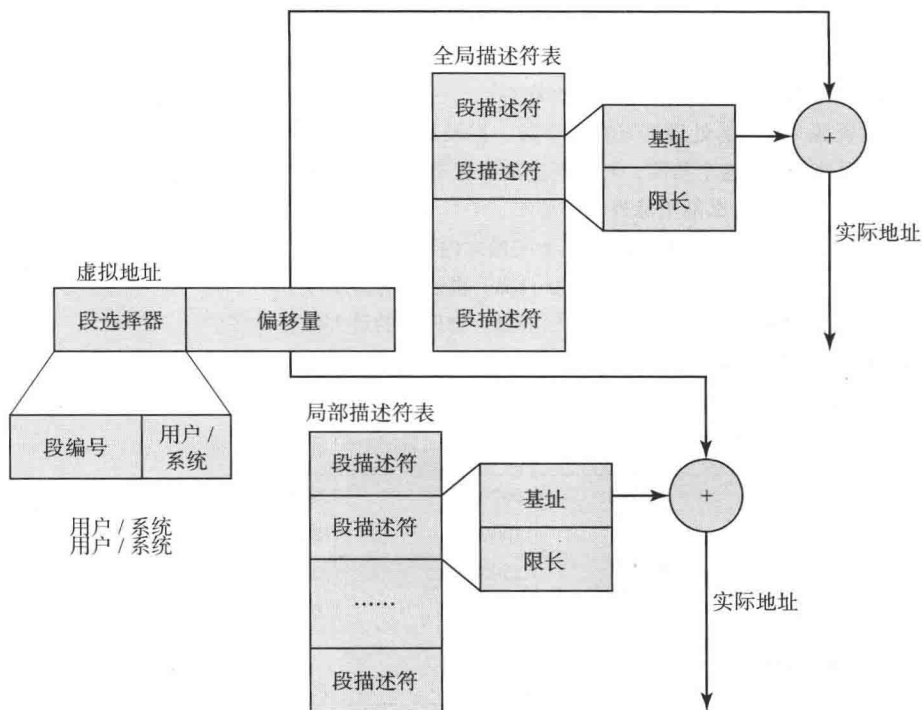 全局描述符表
段描述符
段描述符
段描述符
基址
限长
+
实际地址
虚拟地址
段选择器
偏移量
段编号
用户 /
系统
用户 / 系统
用户 / 系统
局部描述符表
段描述符
段描述符
……
段描述符
基址
限长
+
实际地址